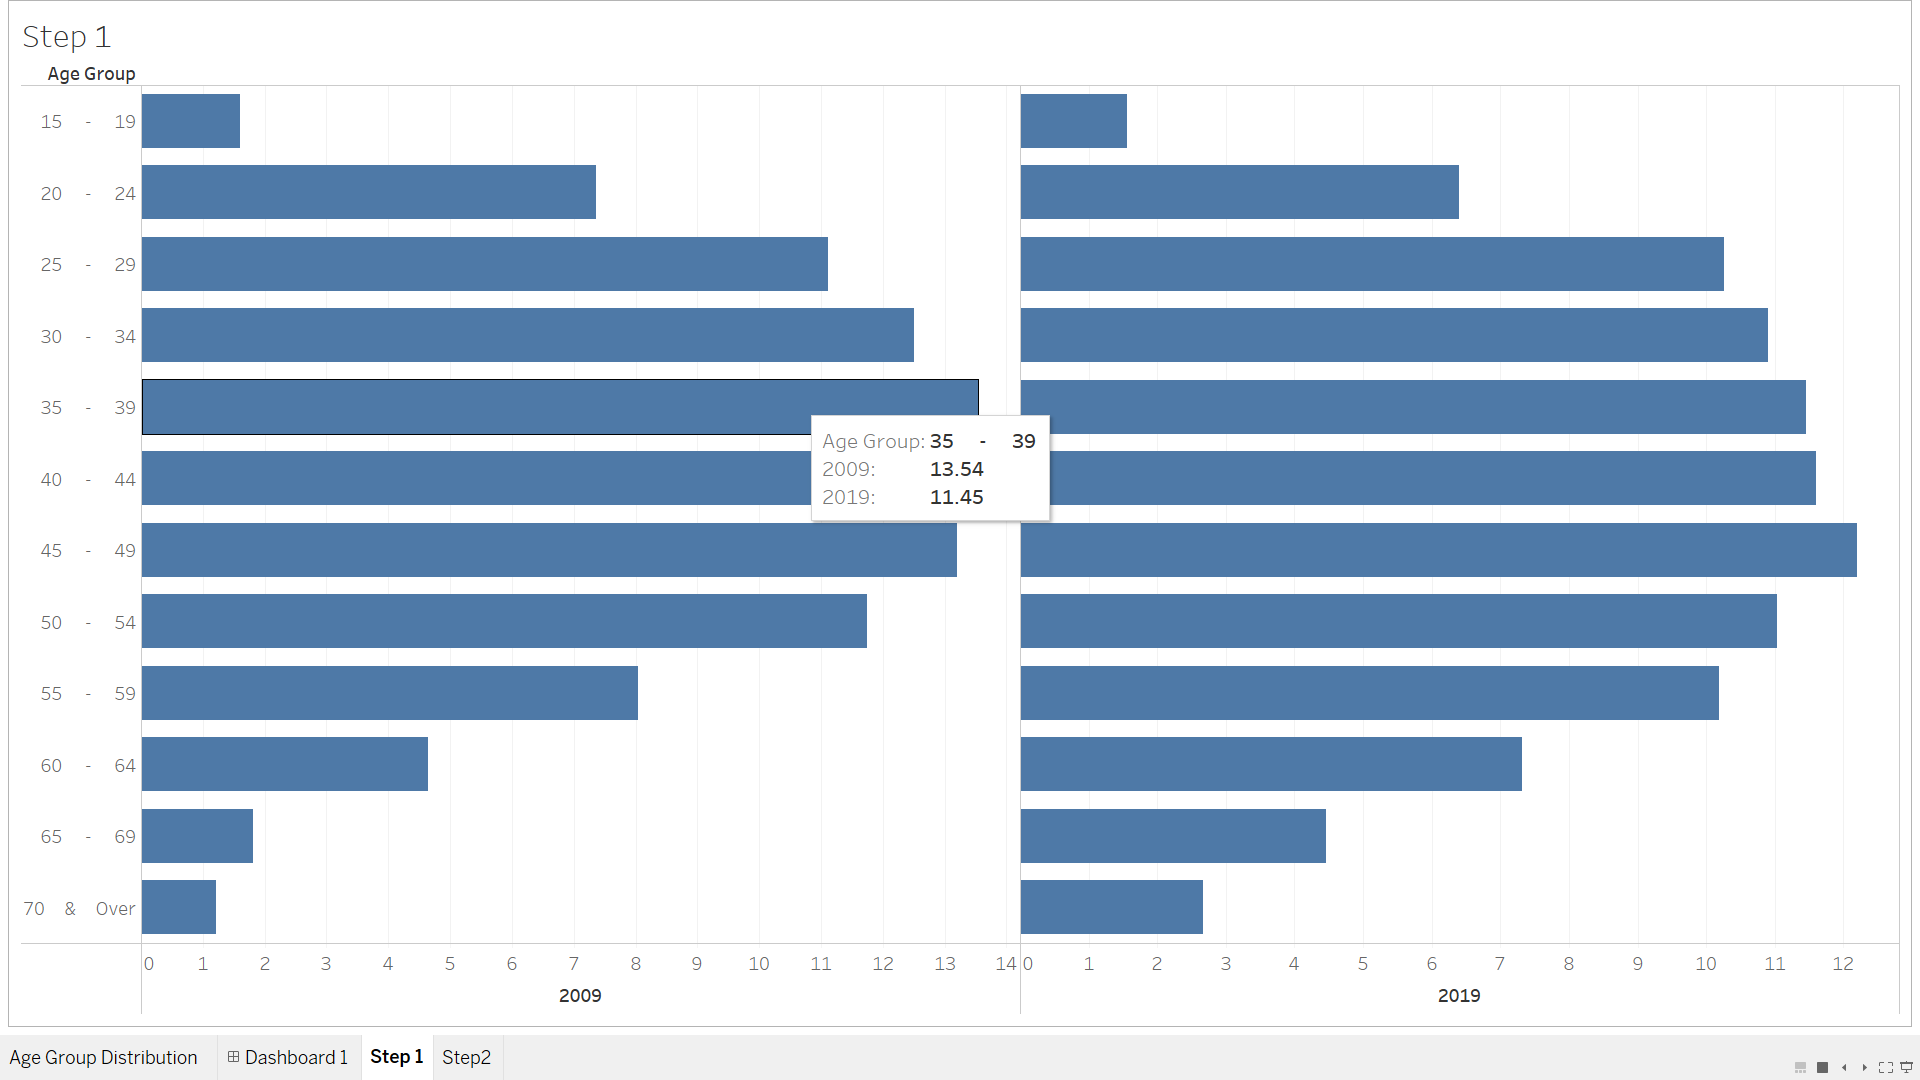 Step 1
Age Group
15 - 19
20 - 24
25 - 29
30 - 34
35 - 39
40 - 44
45 - 49
50 - 54
55 - 59
60 - 64
65 - 69
70 & Over
Age Group: 35 - 39
2009: 13.54
2019: 11.45
0 1 2 3 4 5 6 7 8 9 10 11 12 13 14
2009
0 1 2 3 4 5 6 7 8 9 10 11 12
2019
Age Group Distribution Dashboard 1 Step 1 Step2